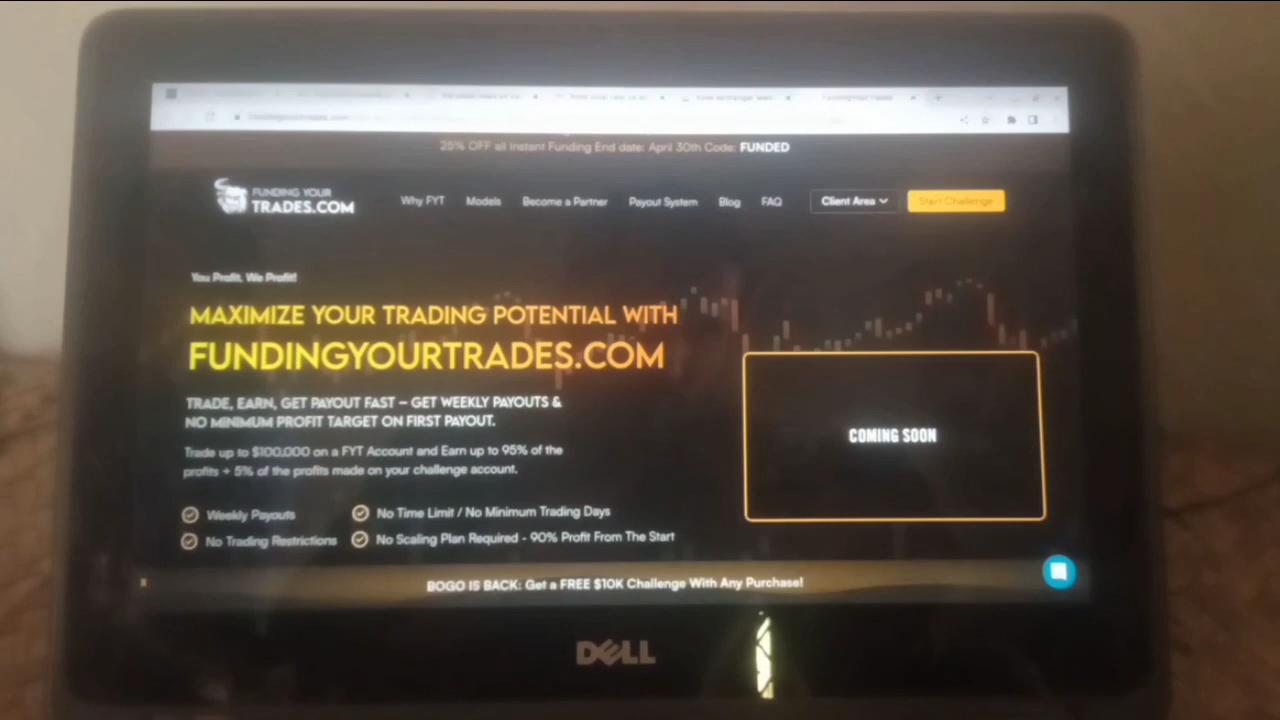 25% OFF all Instant Funding End date: April 30th Code: FUNDED
FUNDING YOUR
TRADES.COM
Why FYT
Models
Become a Partner
Payout System
Blog
FAQ
Client Area
Start Challenge
You Profit, We Profit!
MAXIMIZE YOUR TRADING POTENTIAL WITH
FUNDINGYOURTRADES.COM
TRADE, EARN, GET PAYOUT FAST – GET WEEKLY PAYOUTS &
NO MINIMUM PROFIT TARGET ON FIRST PAYOUT.
Trade up to $100,000 on a FYT Account and Earn up to 95% of the
profits + 5% of the profits made on your challenge account.
COMING SOON
Weekly Payouts
No Time Limit / No Minimum Trading Days
No Trading Restrictions
No Scaling Plan Required - 90% Profit From The Start
x
BOGO IS BACK: Get a FREE $10K Challenge With Any Purchase!
DELL